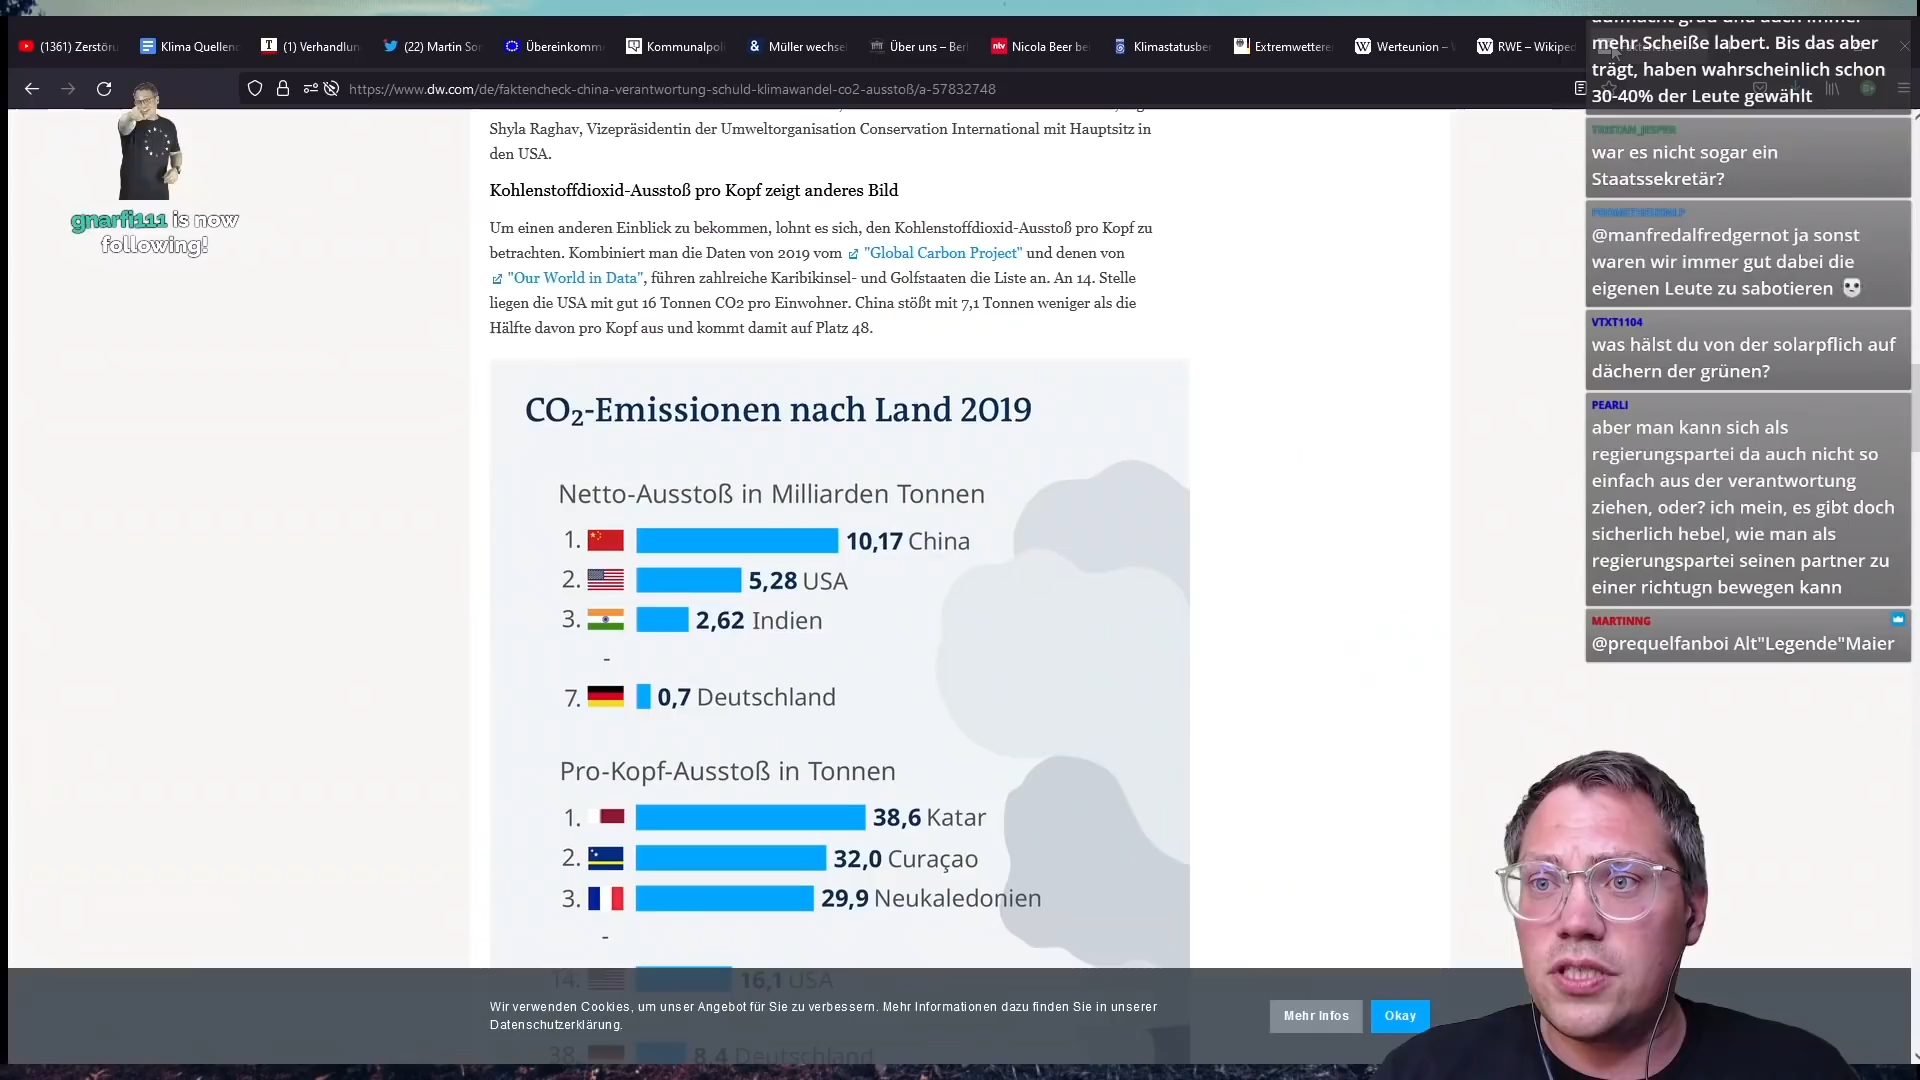 (1361) Zerstöru
Klima Quellenc
(1) Verhandlun
(22) Martin Son
Übereinkomme
Kommunalpoli
Müller wechse
Über uns – Berl
Nicola Beer be
Klimastatusber
Extremwettere
Werteunion –
RWE – Wikiped
https://www.dw.com/de/faktencheck-china-verantwortung-schuld-klimawandel-co2-ausstoß/a-57832748
Shyla Raghav, Vizepräsidentin der Umweltorganisation Conservation International mit Hauptsitz in
den USA.
Kohlenstoffdioxid-Ausstoß pro Kopf zeigt anderes Bild
Um einen anderen Einblick zu bekommen, lohnt es sich, den Kohlenstoffdioxid-Ausstoß pro Kopf zu
betrachten. Kombiniert man die Daten von 2019 vom "Global Carbon Project" und denen von
"Our World in Data", führen zahlreiche Karibikinsel- und Golfstaaten die Liste an. An 14. Stelle
liegen die USA mit gut 16 Tonnen CO2 pro Einwohner. China stößt mit 7,1 Tonnen weniger als die
Hälfte davon pro Kopf aus und kommt damit auf Platz 48.
CO₂-Emissionen nach Land 2019
Netto-Ausstoß in Milliarden Tonnen
1. 10,17 China
2. 5,28 USA
3. 2,62 Indien
-
7. 0,7 Deutschland
Pro-Kopf-Ausstoß in Tonnen
1. 38,6 Katar
2. 32,0 Curaçao
3. 29,9 Neukaledonien
-
14. 16,1 USA
38. 8,4 Deutschland
Wir verwenden Cookies, um unser Angebot für Sie zu verbessern. Mehr Informationen dazu finden Sie in unserer
Datenschutzerklärung.
Mehr Infos
Okay
gnarfi111 is now
following!
mehr Scheiße labert. Bis das aber
trägt, haben wahrscheinlich schon
30-40% der Leute gewählt
TRISTAN_JESPER
war es nicht sogar ein
Staatssekretär?
@manfredalfredgernot ja sonst
waren wir immer gut dabei die
eigenen Leute zu sabotieren
VTXT1104
was hälst du von der solarpflich auf
dächern der grünen?
PEARLI
aber man kann sich als
regierungspartei da auch nicht so
einfach aus der verantwortung
ziehen, oder? ich mein, es gibt doch
sicherlich hebel, wie man als
regierungspartei seinen partner zu
einer richtugn bewegen kann
MARTINNG
@prequelfanboi Alt"Legende"Maier